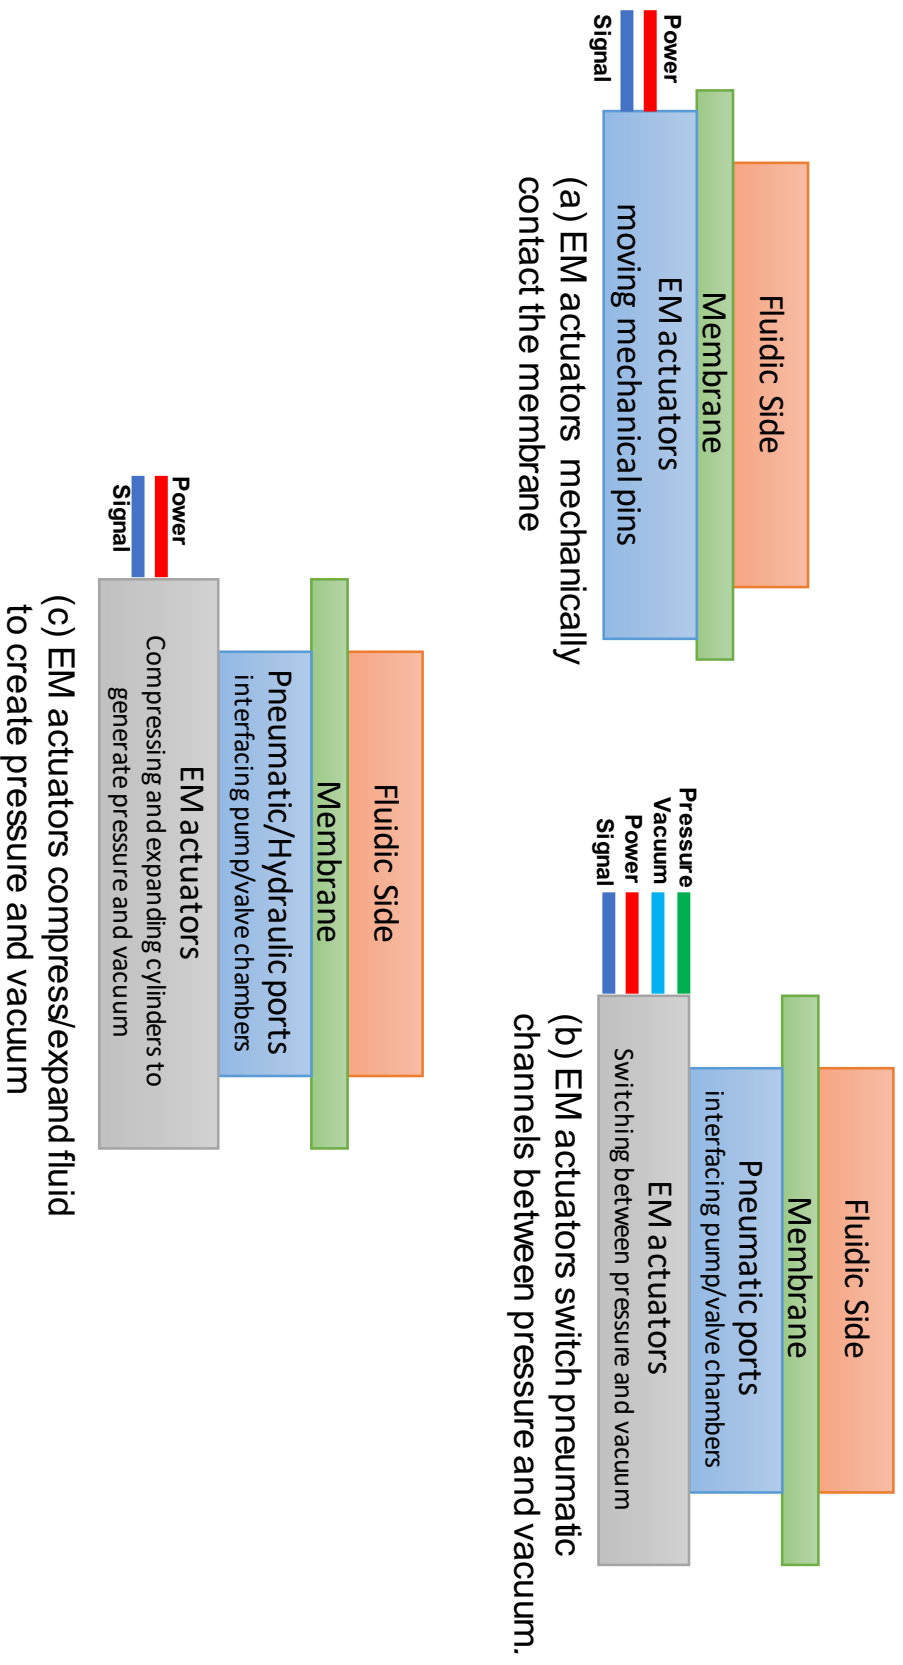 Fluidic Side
Membrane
EM actuators
moving mechanical pins
Power
Signal
(a) EM actuators mechanically
contact the membrane
Fluidic Side
Membrane
Pneumatic ports
interfacing pump/valve chambers
EM actuators
Switching between pressure and vacuum
Pressure
Vacuum
Power
Signal
(b) EM actuators switch pneumatic
channels between pressure and vacuum.
Fluidic Side
Membrane
Pneumatic/Hydraulic ports
interfacing pump/valve chambers
EM actuators
Compressing and expanding cylinders to
generate pressure and vacuum
Power
Signal
(c) EM actuators compress/expand fluid
to create pressure and vacuum